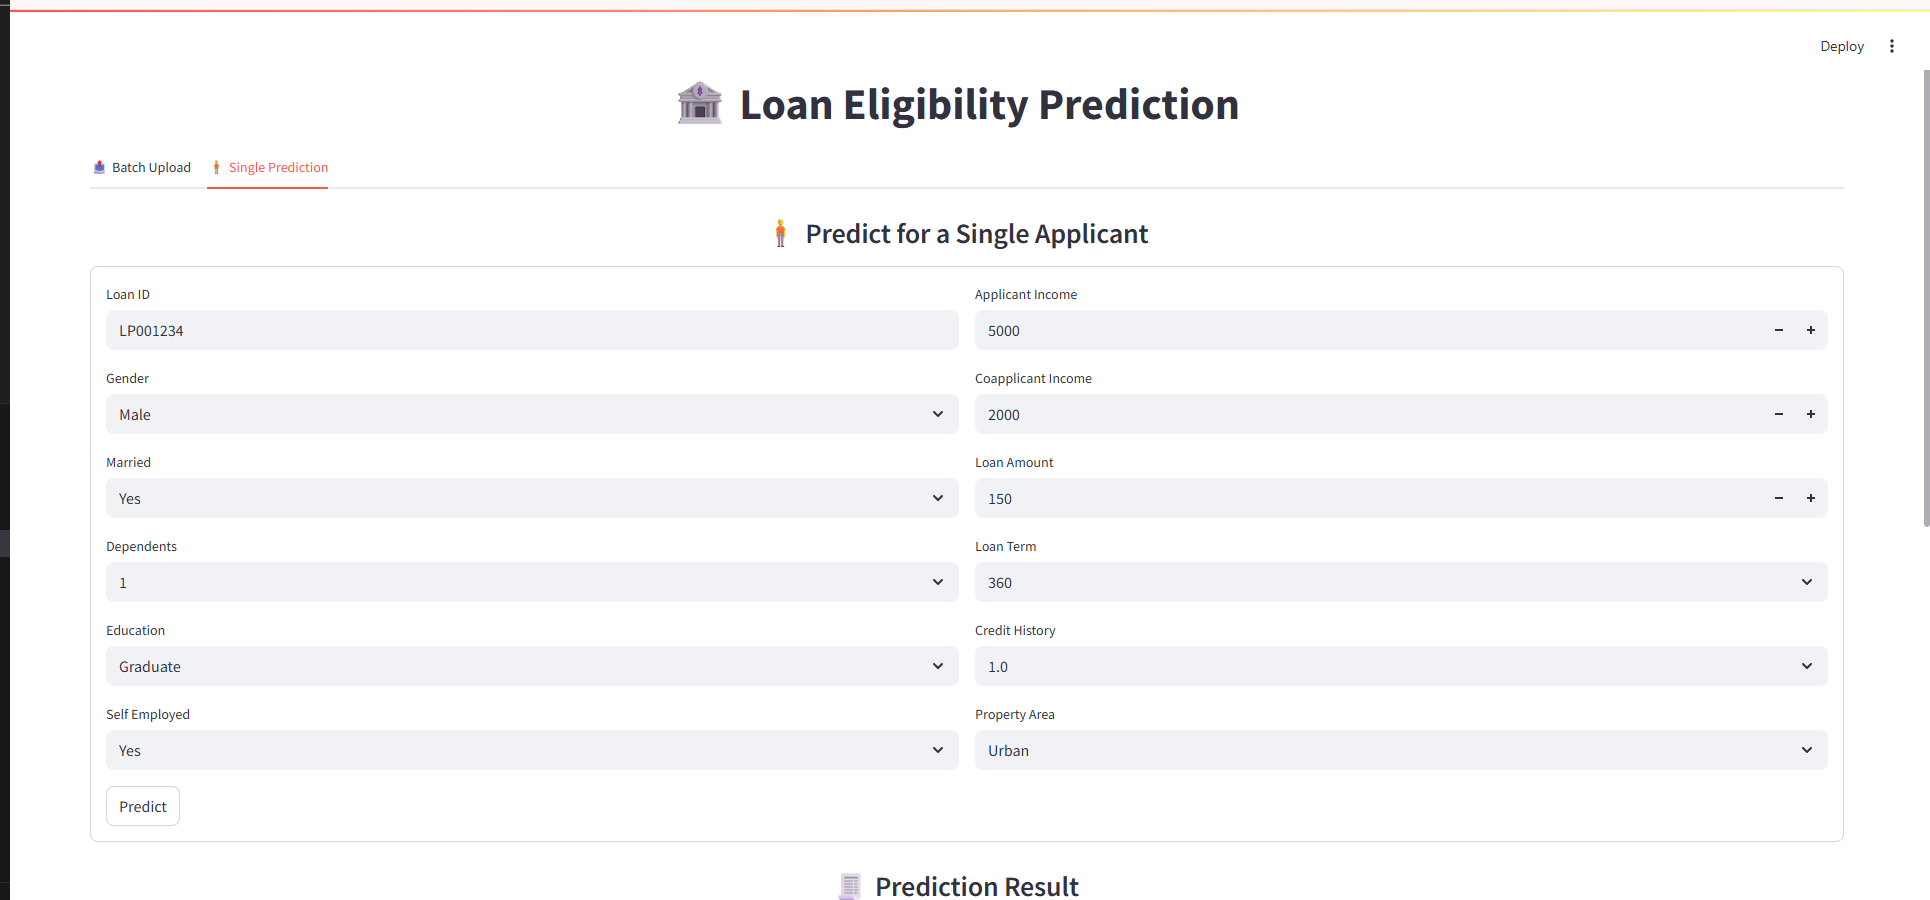 Deploy
Loan Eligibility Prediction
Batch Upload
Single Prediction
Predict for a Single Applicant
Loan ID
LP001234
Gender
Male
Married
Yes
Dependents
1
Education
Graduate
Self Employed
Yes
Applicant Income
5000
Coapplicant Income
2000
Loan Amount
150
Loan Term
360
Credit History
1.0
Property Area
Urban
Predict
Prediction Result